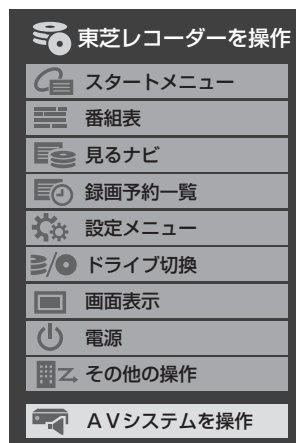 東芝レコーダーを操作
スタートメニュー
番組表
見るナビ
録画予約一覧
設定メニュー
ドライブ切換
画面表示
電源
その他の操作
AVシステムを操作